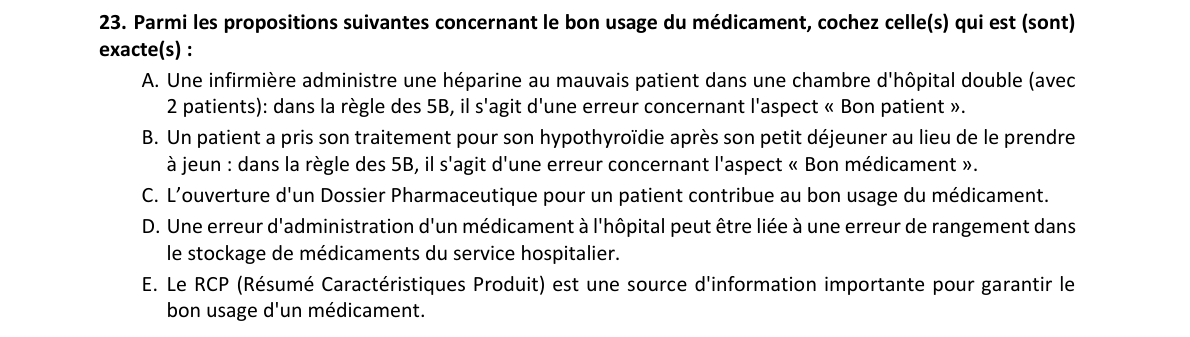 23. Parmi les propositions suivantes concernant le bon usage du médicament, cochez celle(s) qui est (sont)
exacte(s) :
A. Une infirmière administre une héparine au mauvais patient dans une chambre d'hôpital double (avec
2 patients): dans la règle des 5B, il s'agit d'une erreur concernant l'aspect « Bon patient ».
B. Un patient a pris son traitement pour son hypothyroïdie après son petit déjeuner au lieu de le prendre
à jeun : dans la règle des 5B, il s'agit d'une erreur concernant l'aspect « Bon médicament ».
C. L’ouverture d'un Dossier Pharmaceutique pour un patient contribue au bon usage du médicament.
D. Une erreur d'administration d'un médicament à l'hôpital peut être liée à une erreur de rangement dans
le stockage de médicaments du service hospitalier.
E. Le RCP (Résumé Caractéristiques Produit) est une source d'information importante pour garantir le
bon usage d'un médicament.